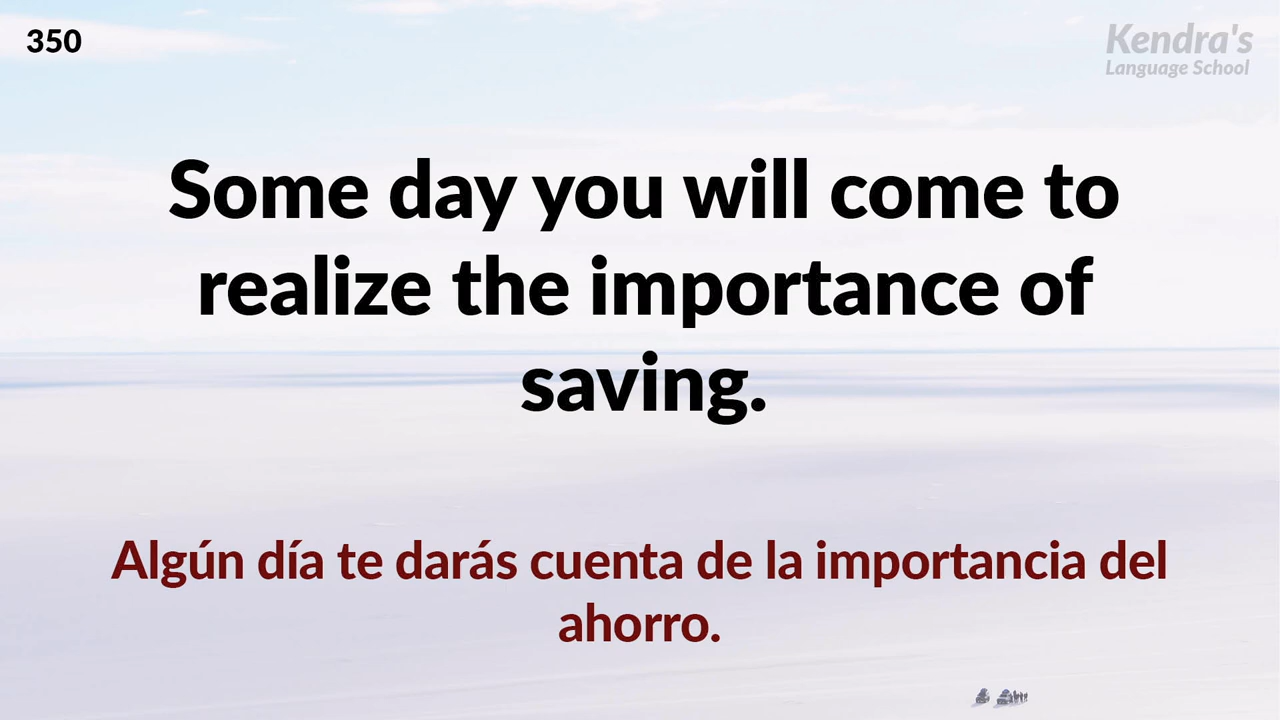 350
Kendra's
Language School
Some day you will come to
realize the importance of
saving.
Algún día te darás cuenta de la importancia del
ahorro.